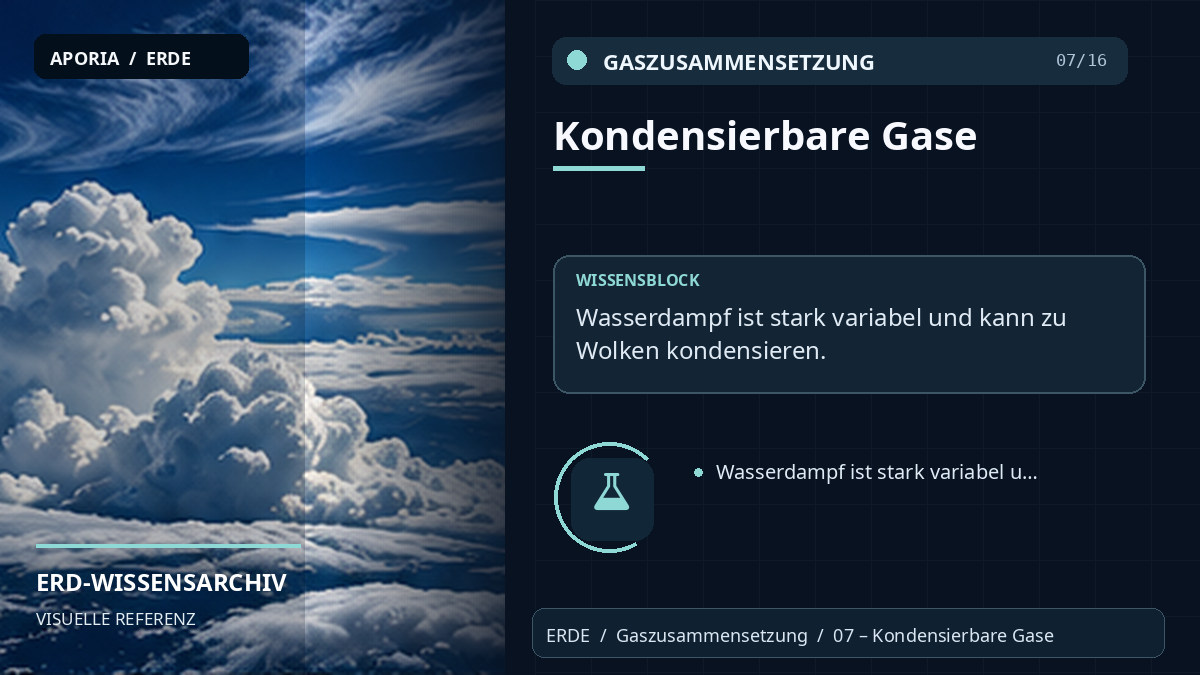 APORIA / ERDE
GASZUSAMMENSETZUNG
07/16
Kondensierbare Gase
WISSENSBLOCK
Wasserdampf ist stark variabel und kann zu
Wolken kondensieren.
Wasserdampf ist stark variabel u...
ERD-WISSENSARCHIV
VISUELLE REFERENZ
ERDE / Gaszusammensetzung / 07 – Kondensierbare Gase